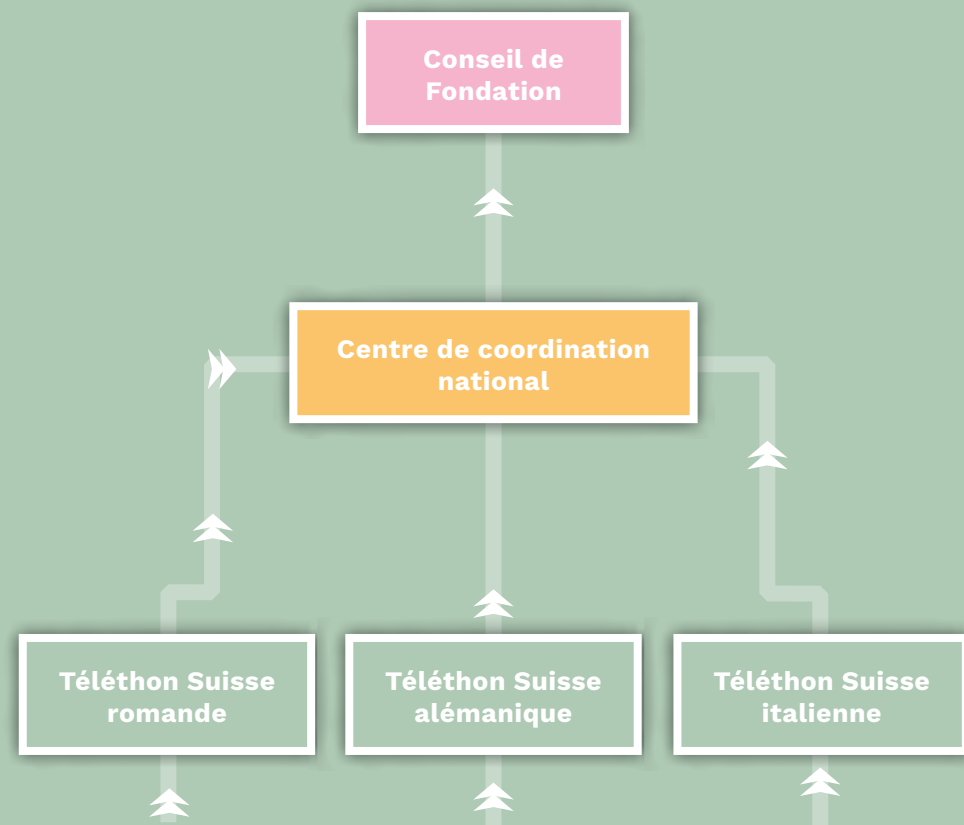 Conseil de
Fondation
Centre de coordination
national
Téléthon Suisse
romande
Téléthon Suisse
alémanique
Téléthon Suisse
italienne